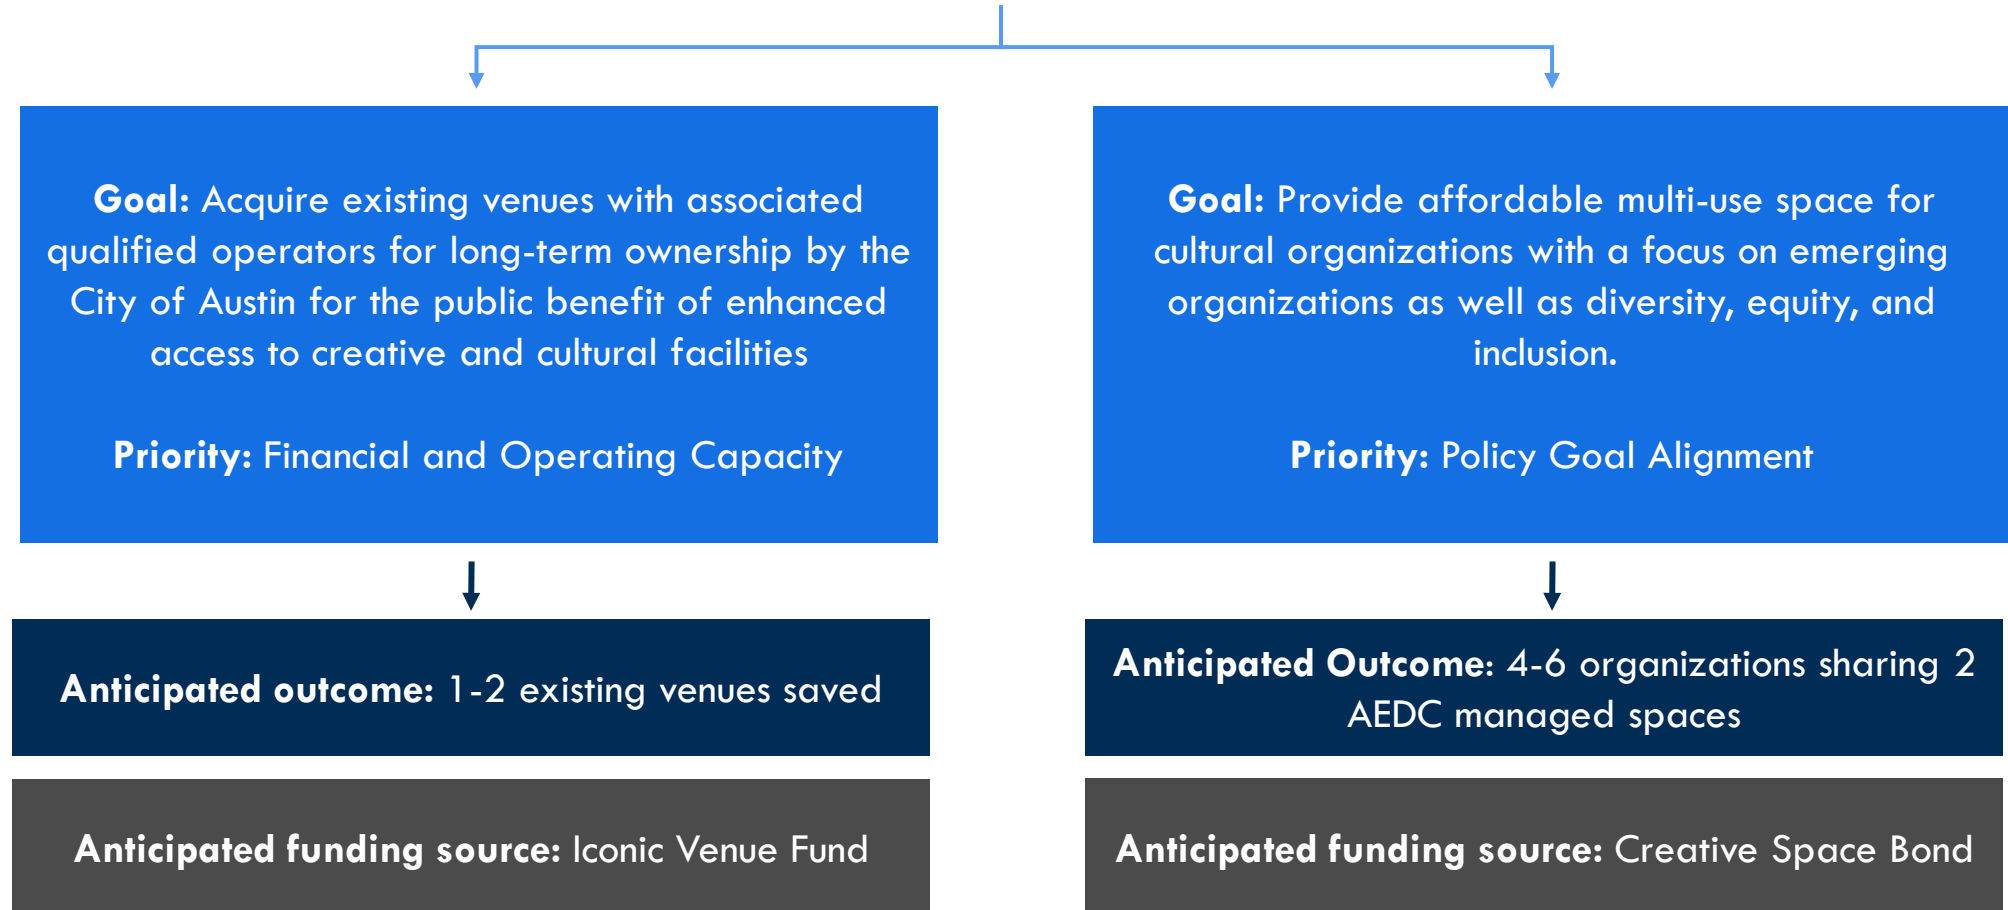 Goal: Acquire existing venues with associated
qualified operators for long-term ownership by the
City of Austin for the public benefit of enhanced
access to creative and cultural facilities
Priority: Financial and Operating Capacity
Anticipated outcome: 1-2 existing venues saved
Anticipated funding source: Iconic Venue Fund
Goal: Provide affordable multi-use space for
cultural organizations with a focus on emerging
organizations as well as diversity, equity, and
inclusion.
Priority: Policy Goal Alignment
Anticipated Outcome: 4-6 organizations sharing 2
AEDC managed spaces
Anticipated funding source: Creative Space Bond